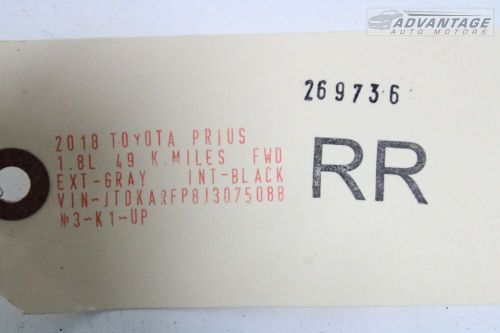 ADVANTAGE
AUTO MOTORS
269736
RR
2018 TOYOTA PRIUS
1.8L 49 K.MILES FWD
EXT-GRAY INT-BLACK
VIN~JTDKARFP8J3075088
№3~K1~UP